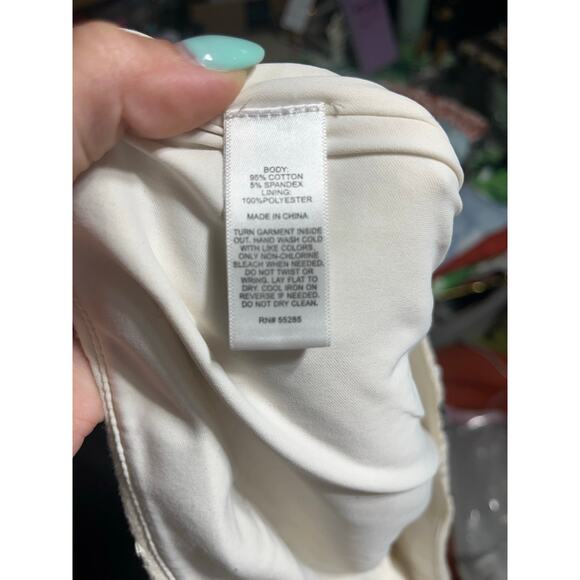 BODY:
95% COTTON
5% SPANDEX
LINING:
100%POLYESTER
MADE IN CHINA
TURN GARMENT INSIDE
OUT. HAND WASH COLD
WITH LIKE COLORS,
ONLY NON-CHLORINE
BLEACH WHEN NEEDED.
DO NOT TWIST OR
WRING. LAY FLAT TO
DRY. COOL IRON ON
REVERSE IF NEEDED.
DO NOT DRY CLEAN.
RN# 55285